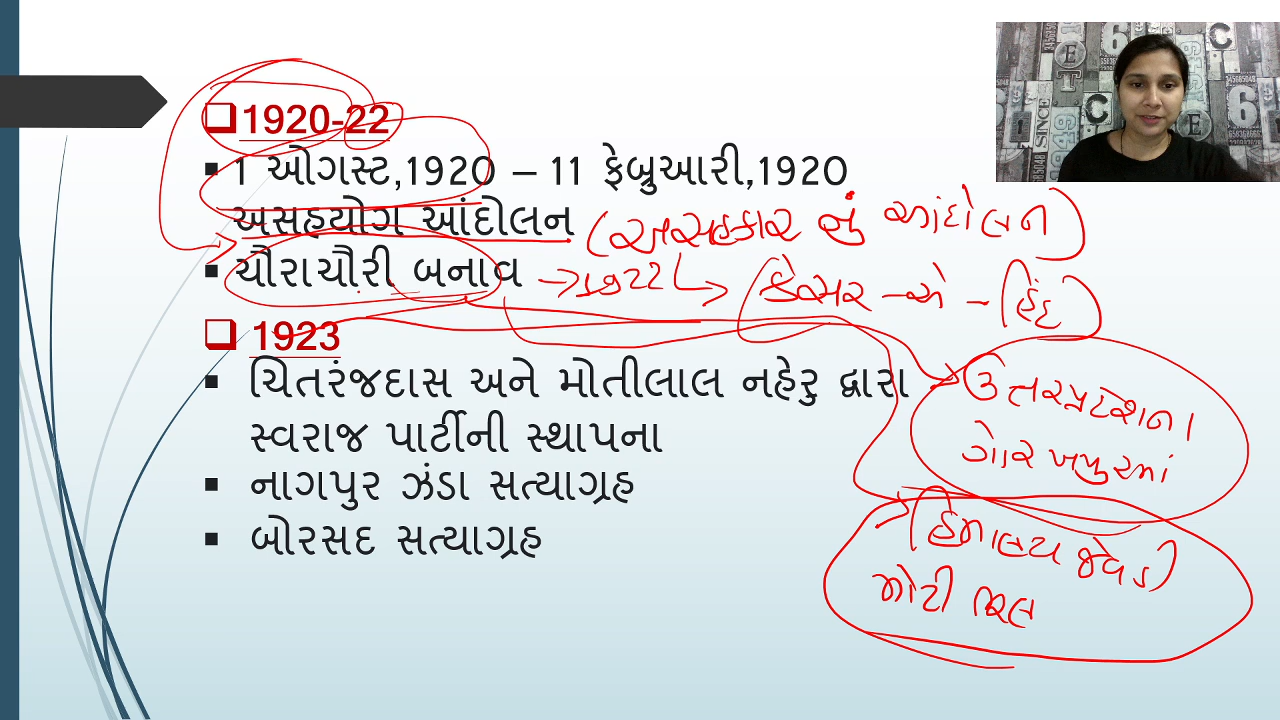 1920-22
1 ઓગસ્ટ,1920 – 11 ફેબ્રુઆરી,1920
અસહયોગ આંદોલન (અસહકાર નું આંદોલન)
ચૌરાચૌરી બનાવ → 1922 → કેસર-એ-હિંદ
1923
ચિતરંજદાસ અને મોતીલાલ નહેરુ દ્વારા
સ્વરાજ પાર્ટીની સ્થાપના
નાગપુર ઝંડા સત્યાગ્રહ
બોરસદ સત્યાગ્રહ
ઉત્તરપ્રદેશના
ગોરખપુરમાં
હિમાલય જેવડી
મોટી ભૂલ